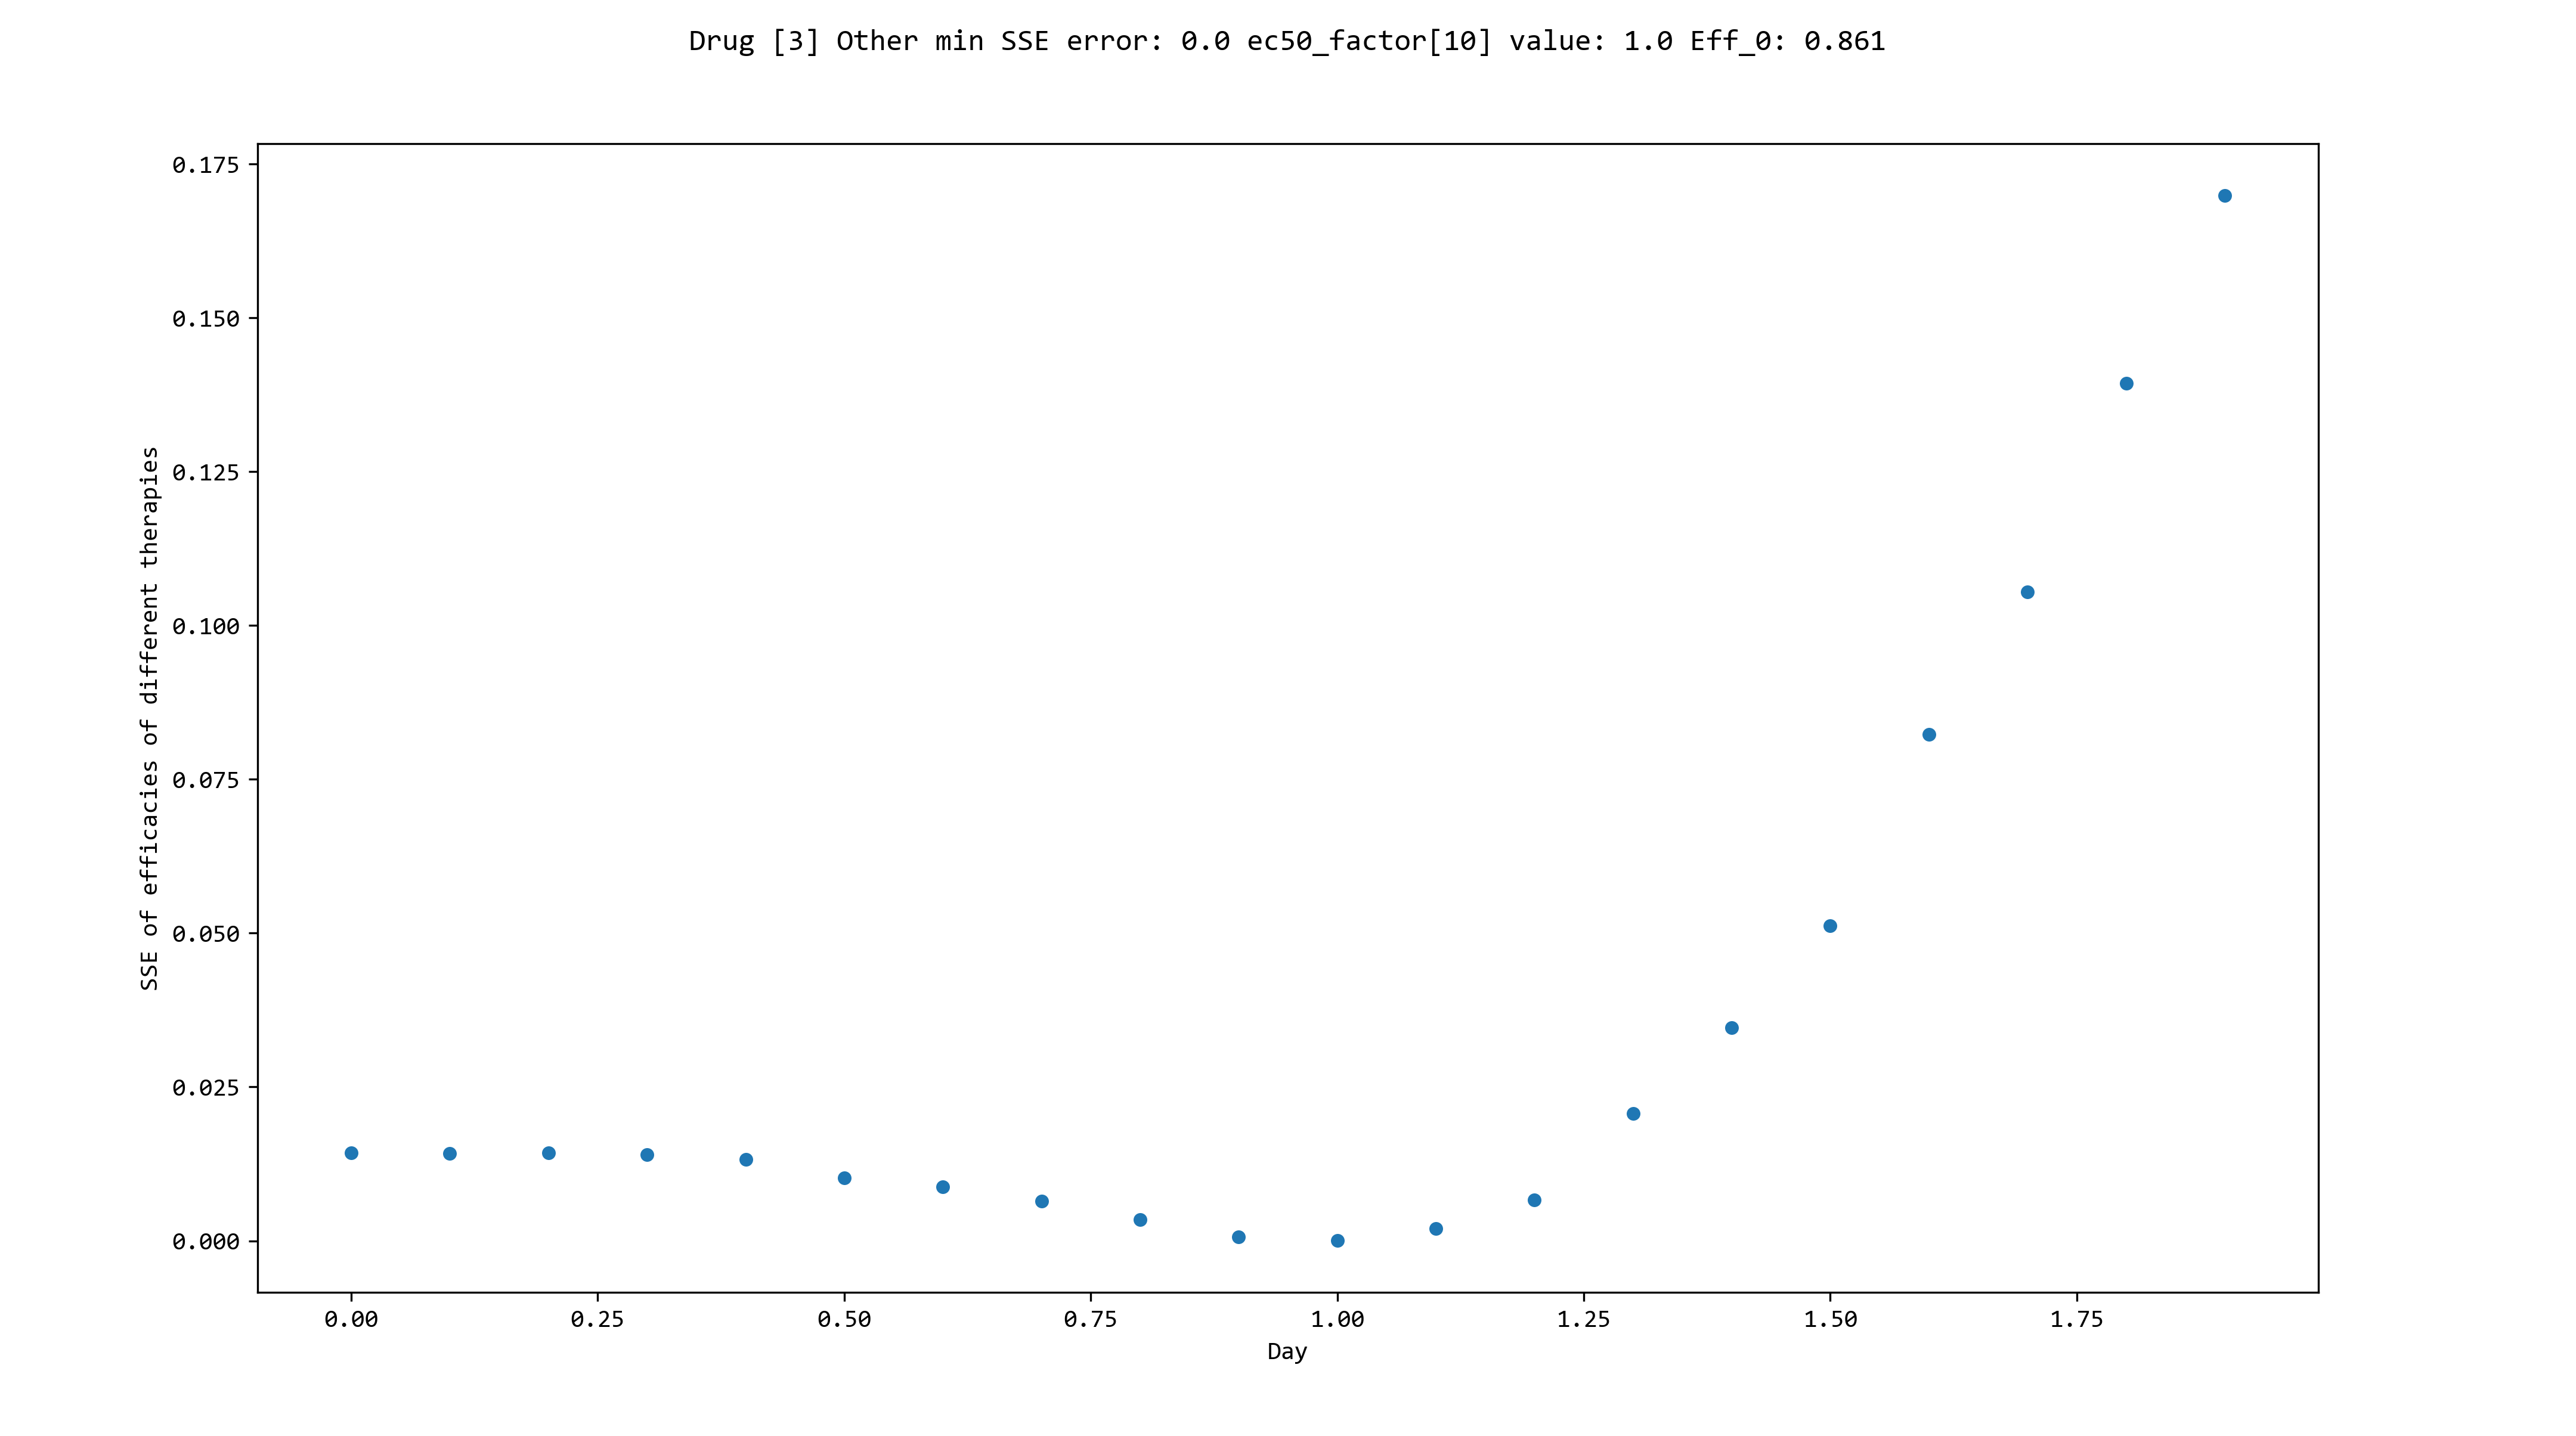 Drug [3] Other min SSE error: 0.0 ec50_factor[10] value: 1.0 Eff_0: 0.861
SSE of efficacies of different therapies
0.175
0.150
0.125
0.100
0.075
0.050
0.025
0.000
0.00 0.25 0.50 0.75 1.00 1.25 1.50 1.75
Day